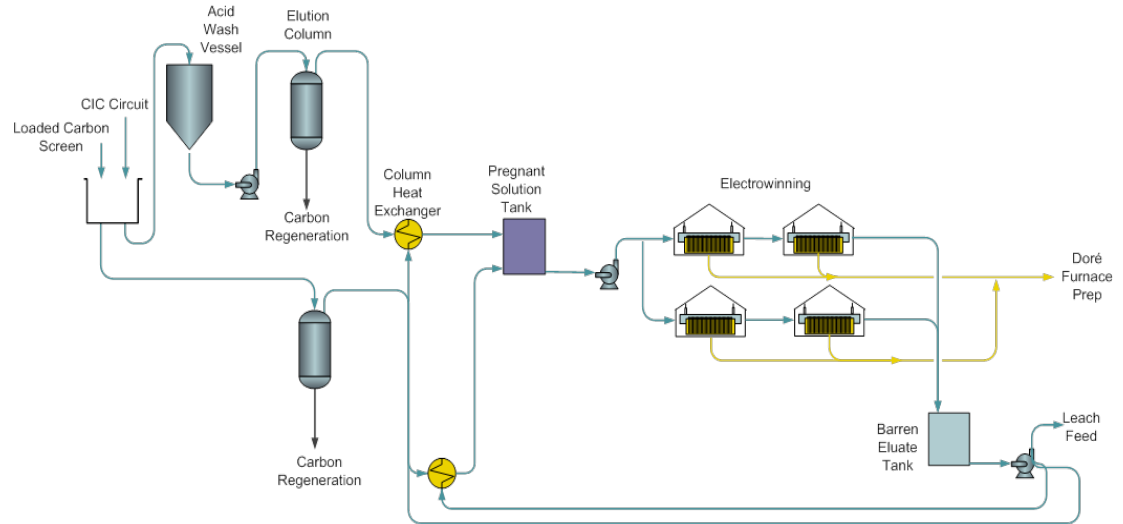 Acid
Wash
Vessel
Elution
Column
CIC Circuit
Loaded Carbon
Screen
Column
Heat
Exchanger
Pregnant
Solution
Tank
Electrowinning
Carbon
Regeneration
Doré
Furnace
Prep
Carbon
Regeneration
Barren
Eluate
Tank
Leach
Feed